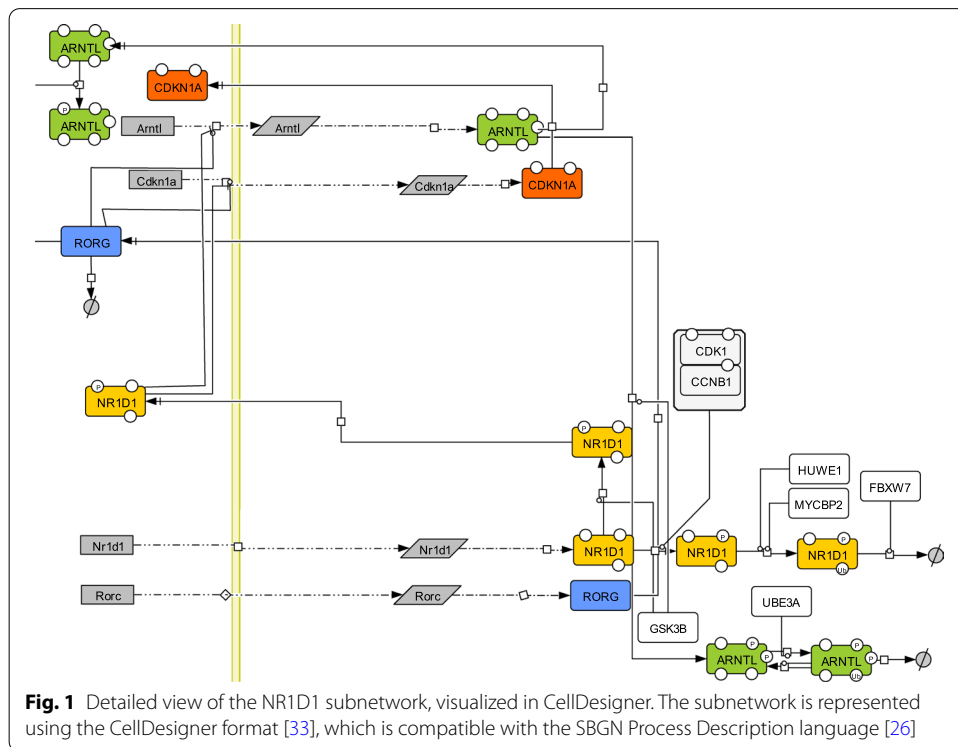 ARNTL
CDKN1A
P
ARNTL
Arntl
Arntl
ARNTL
Cdkn1a
Cdkn1a
CDKN1A
RORG
CDK1
CCNB1
P
NR1D1
P
NR1D1
HUWE1
MYCBP2
FBXW7
Nr1d1
Nr1d1
NR1D1
P
NR1D1
P
NR1D1
Ub
Rorc
Rorc
RORG
GSK3B
UBE3A
ARNTL
P
P
ARNTL
P
Ub
Fig. 1 Detailed view of the NR1D1 subnetwork, visualized in CellDesigner. The subnetwork is represented
using the CellDesigner format [33], which is compatible with the SBGN Process Description language [26]